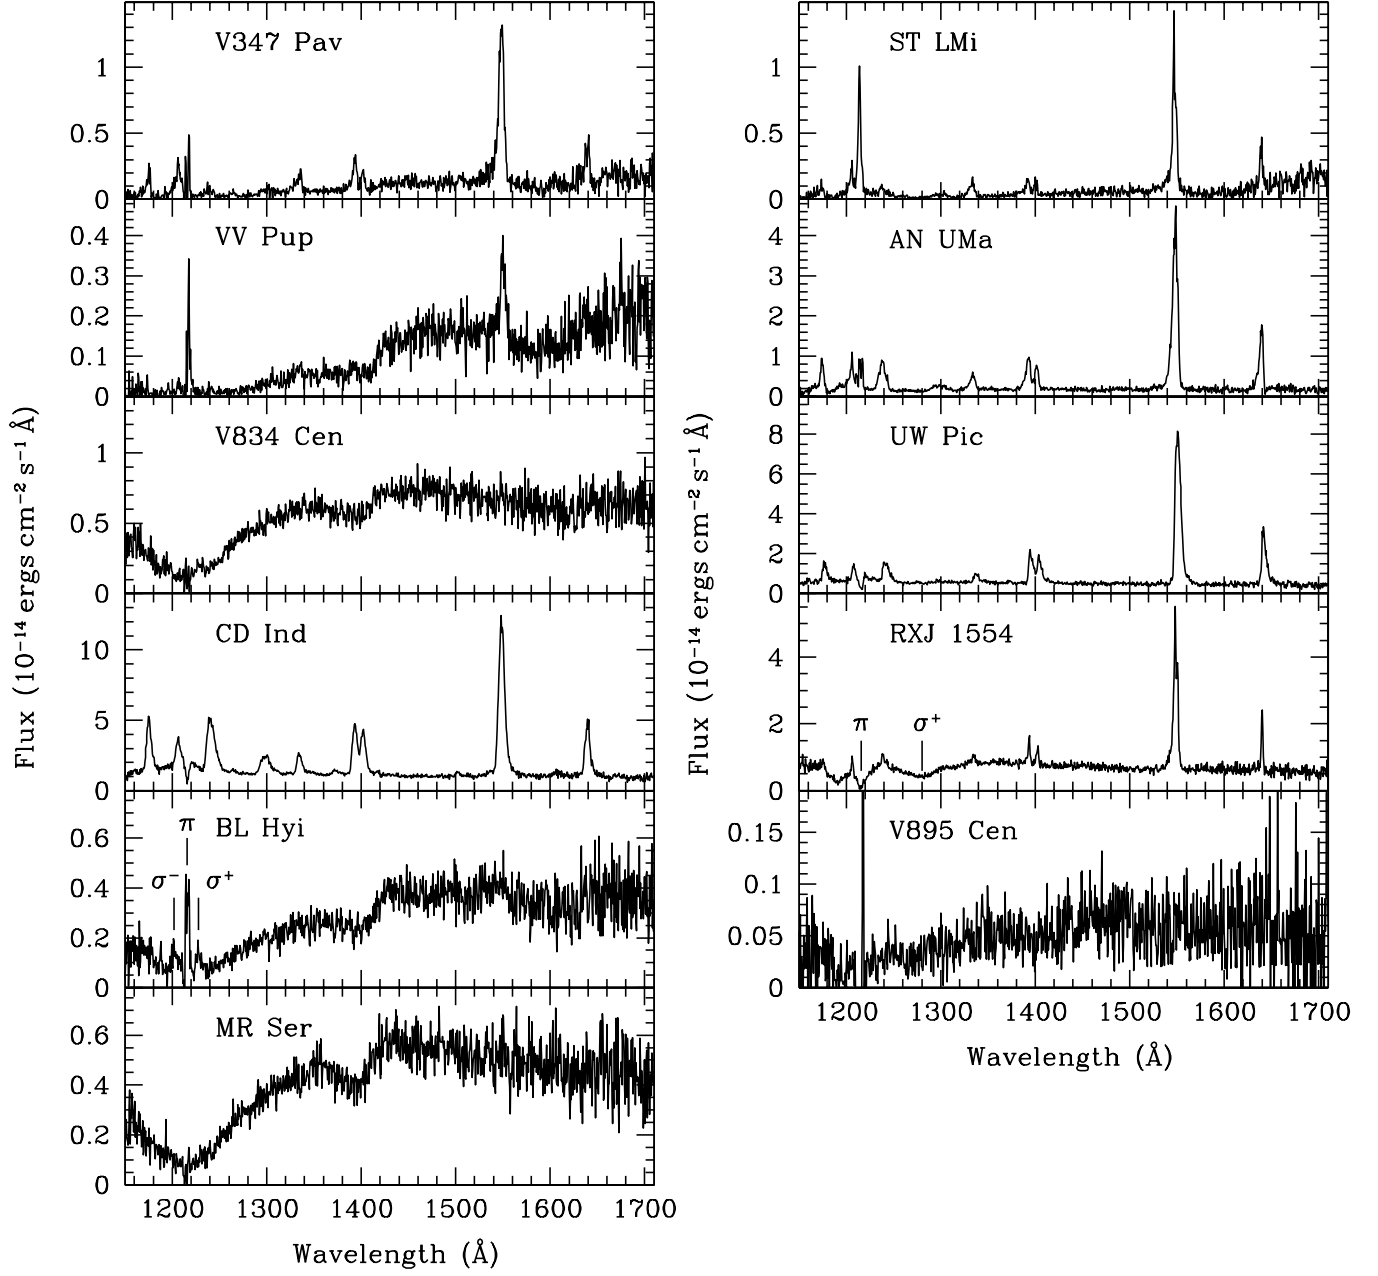 V347 Pav
1
0.5
0
VV Pup
0.4
0.3
0.2
0.1
0
V834 Cen
1
0.5
0
CD Ind
10
5
0
BL Hyi
π
σ⁻ σ⁺
0.6
0.4
0.2
0
MR Ser
0.6
0.4
0.2
0
1200 1300 1400 1500 1600 1700
Wavelength (Å)
Flux (10⁻¹⁴ ergs cm⁻² s⁻¹ Å)
ST LMi
1
0.5
0
AN UMa
4
3
2
1
0
UW Pic
8
6
4
2
0
RXJ 1554
π σ⁺
4
2
0
V895 Cen
0.15
0.1
0.05
0
1200 1300 1400 1500 1600 1700
Wavelength (Å)
Flux (10⁻¹⁴ ergs cm⁻² s⁻¹ Å)